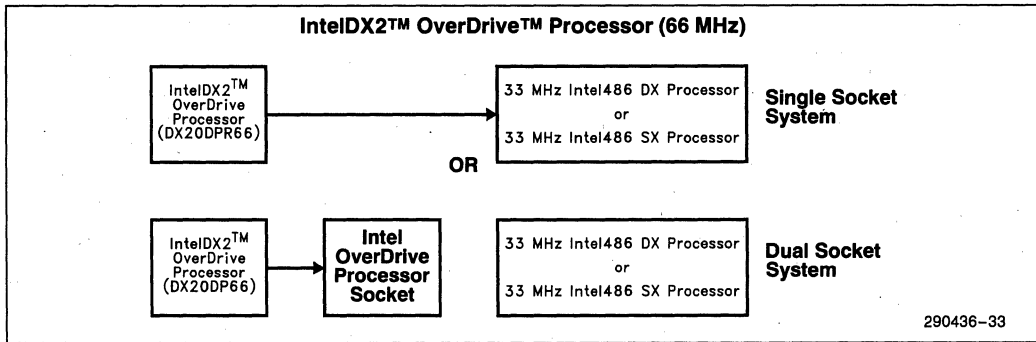 IntelDX2™ OverDrive™ Processor (66 MHz)
IntelDX2™
OverDrive
Processor
(DX20DPR66)
33 MHz Intel486 DX Processor
or
33 MHz Intel486 SX Processor
Single Socket
System
OR
IntelDX2™
OverDrive
Processor
(DX20DP66)
Intel
OverDrive
Processor
Socket
33 MHz Intel486 DX Processor
or
33 MHz Intel486 SX Processor
Dual Socket
System
290436–33